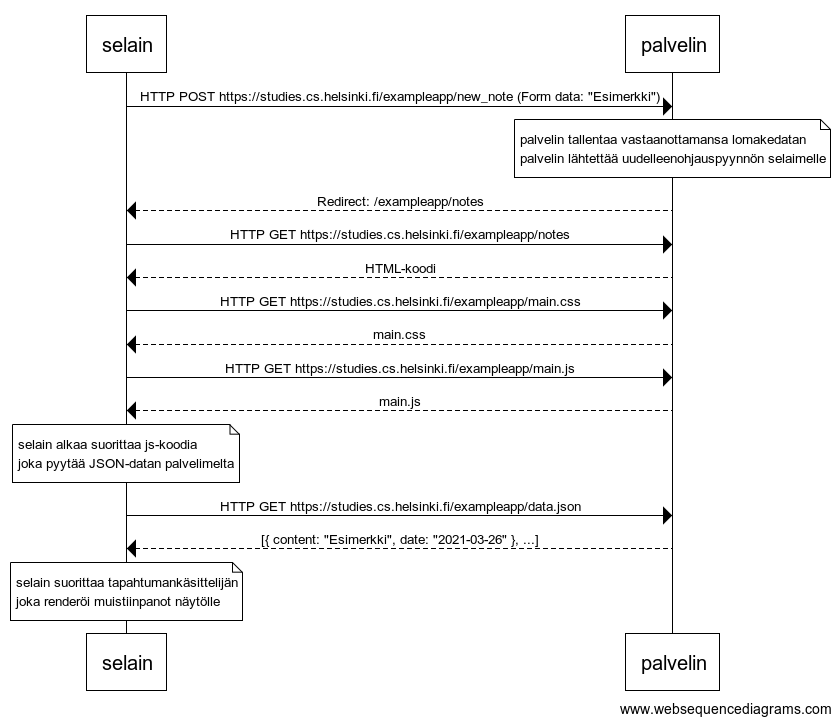 selain
palvelin
HTTP POST https://studies.cs.helsinki.fi/exampleapp/new_note (Form data: "Esimerkki")
palvelin tallentaa vastaanottamansa lomakedatan
palvelin lähtettää uudelleenohjauspyynnön selaimelle
Redirect: /exampleapp/notes
HTTP GET https://studies.cs.helsinki.fi/exampleapp/notes
HTML-koodi
HTTP GET https://studies.cs.helsinki.fi/exampleapp/main.css
main.css
HTTP GET https://studies.cs.helsinki.fi/exampleapp/main.js
main.js
selain alkaa suorittaa js-koodia
joka pyytää JSON-datan palvelimelta
HTTP GET https://studies.cs.helsinki.fi/exampleapp/data.json
[{ content: "Esimerkki", date: "2021-03-26" }, ...]
selain suorittaa tapahtumankäsittelijän
joka renderöi muistiinpanot näytölle
selain
palvelin
www.websequencediagrams.com